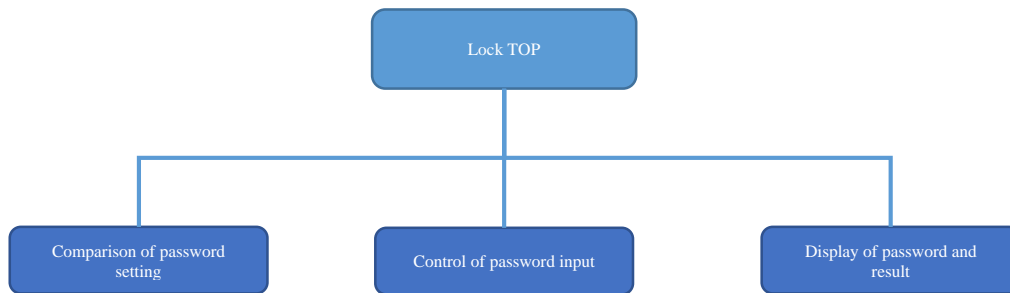 Lock TOP
Comparison of password
setting
Control of password input
Display of password and
result